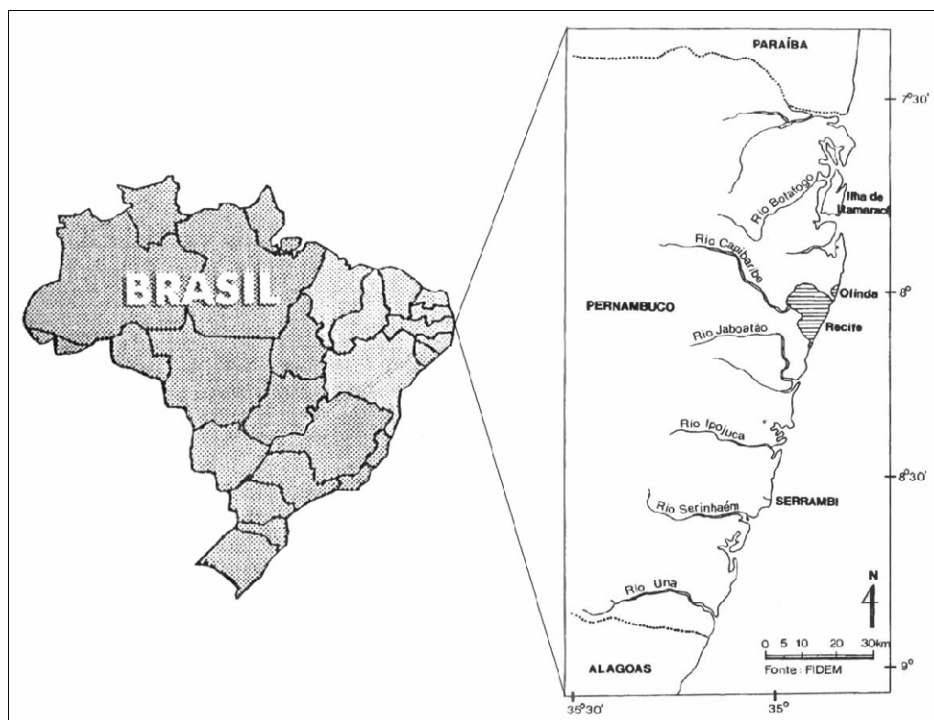 BRASIL
PARAÍBA
7°30'
Rio Botafogo
Ilha de
Itamaracá
Rio Capibaribe
Olinda
8°
PERNAMBUCO
Recife
Rio Jaboatão
Rio Ipojuca
8°30'
SERRAMBI
Rio Serinhaém
Rio Una
N
0 5 10 20 30km
Fonte: FIDEM
ALAGOAS
9°
35°30'
35°